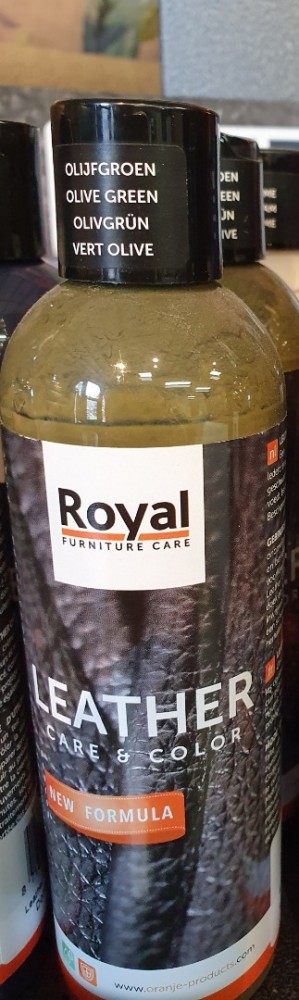 OLIJFGROEN
OLIVE GREEN
OLIVGRÜN
VERT OLIVE
Royal
FURNITURE CARE
LEATHER
CARE & COLOR
NEW FORMULA
www.oranje-products.com